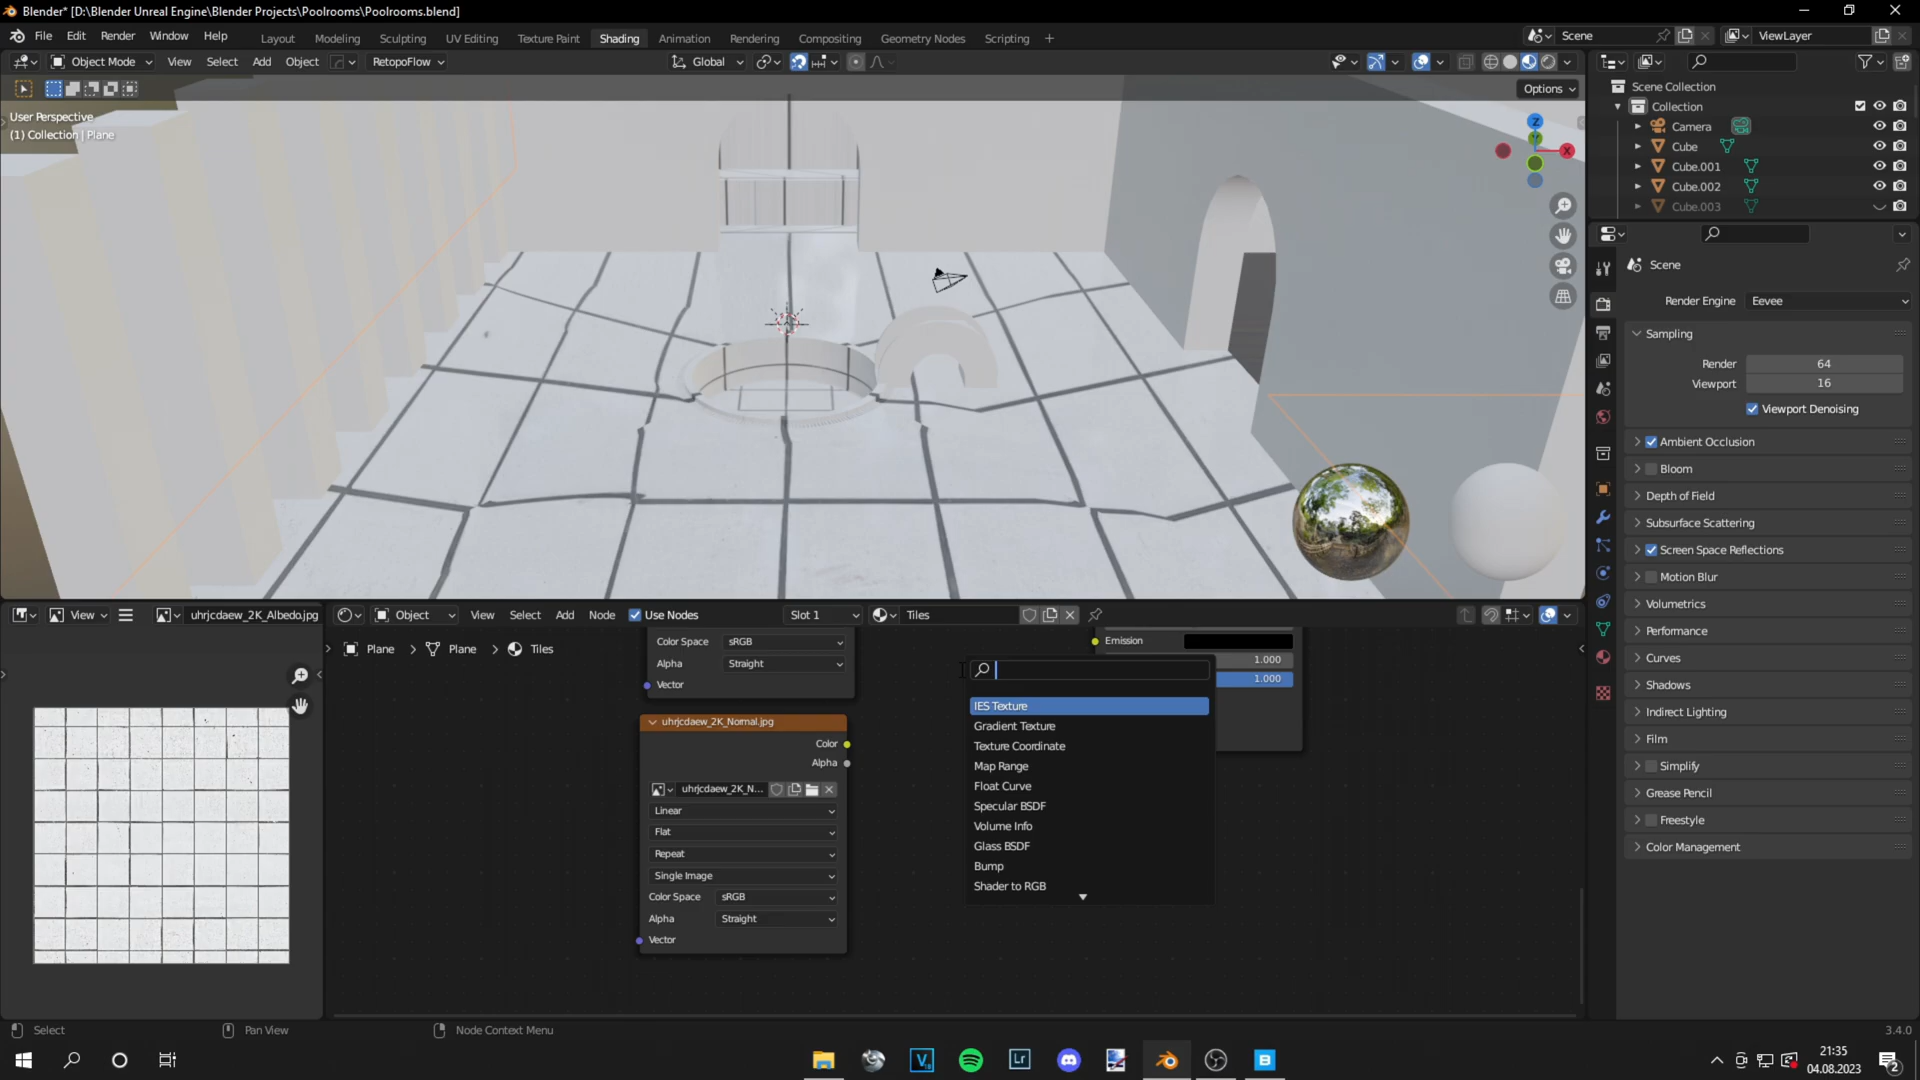 Blender* [D:\Blender Unreal Engine\Blender Projects\Poolrooms\Poolrooms.blend]
File Edit Render Window Help
Layout Modeling Sculpting UV Editing Texture Paint Shading Animation Rendering Compositing Geometry Nodes Scripting +
Scene
ViewLayer
Object Mode View Select Add Object RetopoFlow
Global
Options
User Perspective
(1) Collection | Plane
Z
X
Scene Collection
Collection
Camera
Cube
Cube.001
Cube.002
Cube.003
Scene
Render Engine Eevee
Sampling
Render 64
Viewport 16
Viewport Denoising
Ambient Occlusion
Bloom
Depth of Field
Subsurface Scattering
Screen Space Reflections
Motion Blur
Volumetrics
Performance
Curves
Shadows
Indirect Lighting
Film
Simplify
Grease Pencil
Freestyle
Color Management
View
uhrjcdaew_2K_Albedo.jpg
Object View Select Add Node Use Nodes Slot 1 Tiles
Plane > Plane > Tiles
Color Space sRGB
Alpha Straight
Vector
uhrjcdaew_2K_Normal.jpg
Color
Alpha
uhrjcdaew_2K_N...
Linear
Flat
Repeat
Single Image
Color Space sRGB
Alpha Straight
Vector
Emission
1.000
1.000
IES Texture
Gradient Texture
Texture Coordinate
Map Range
Float Curve
Specular BSDF
Volume Info
Glass BSDF
Bump
Shader to RGB
Select
Pan View
Node Context Menu
3.4.0
Lr
B
21:35
04.08.2023
2